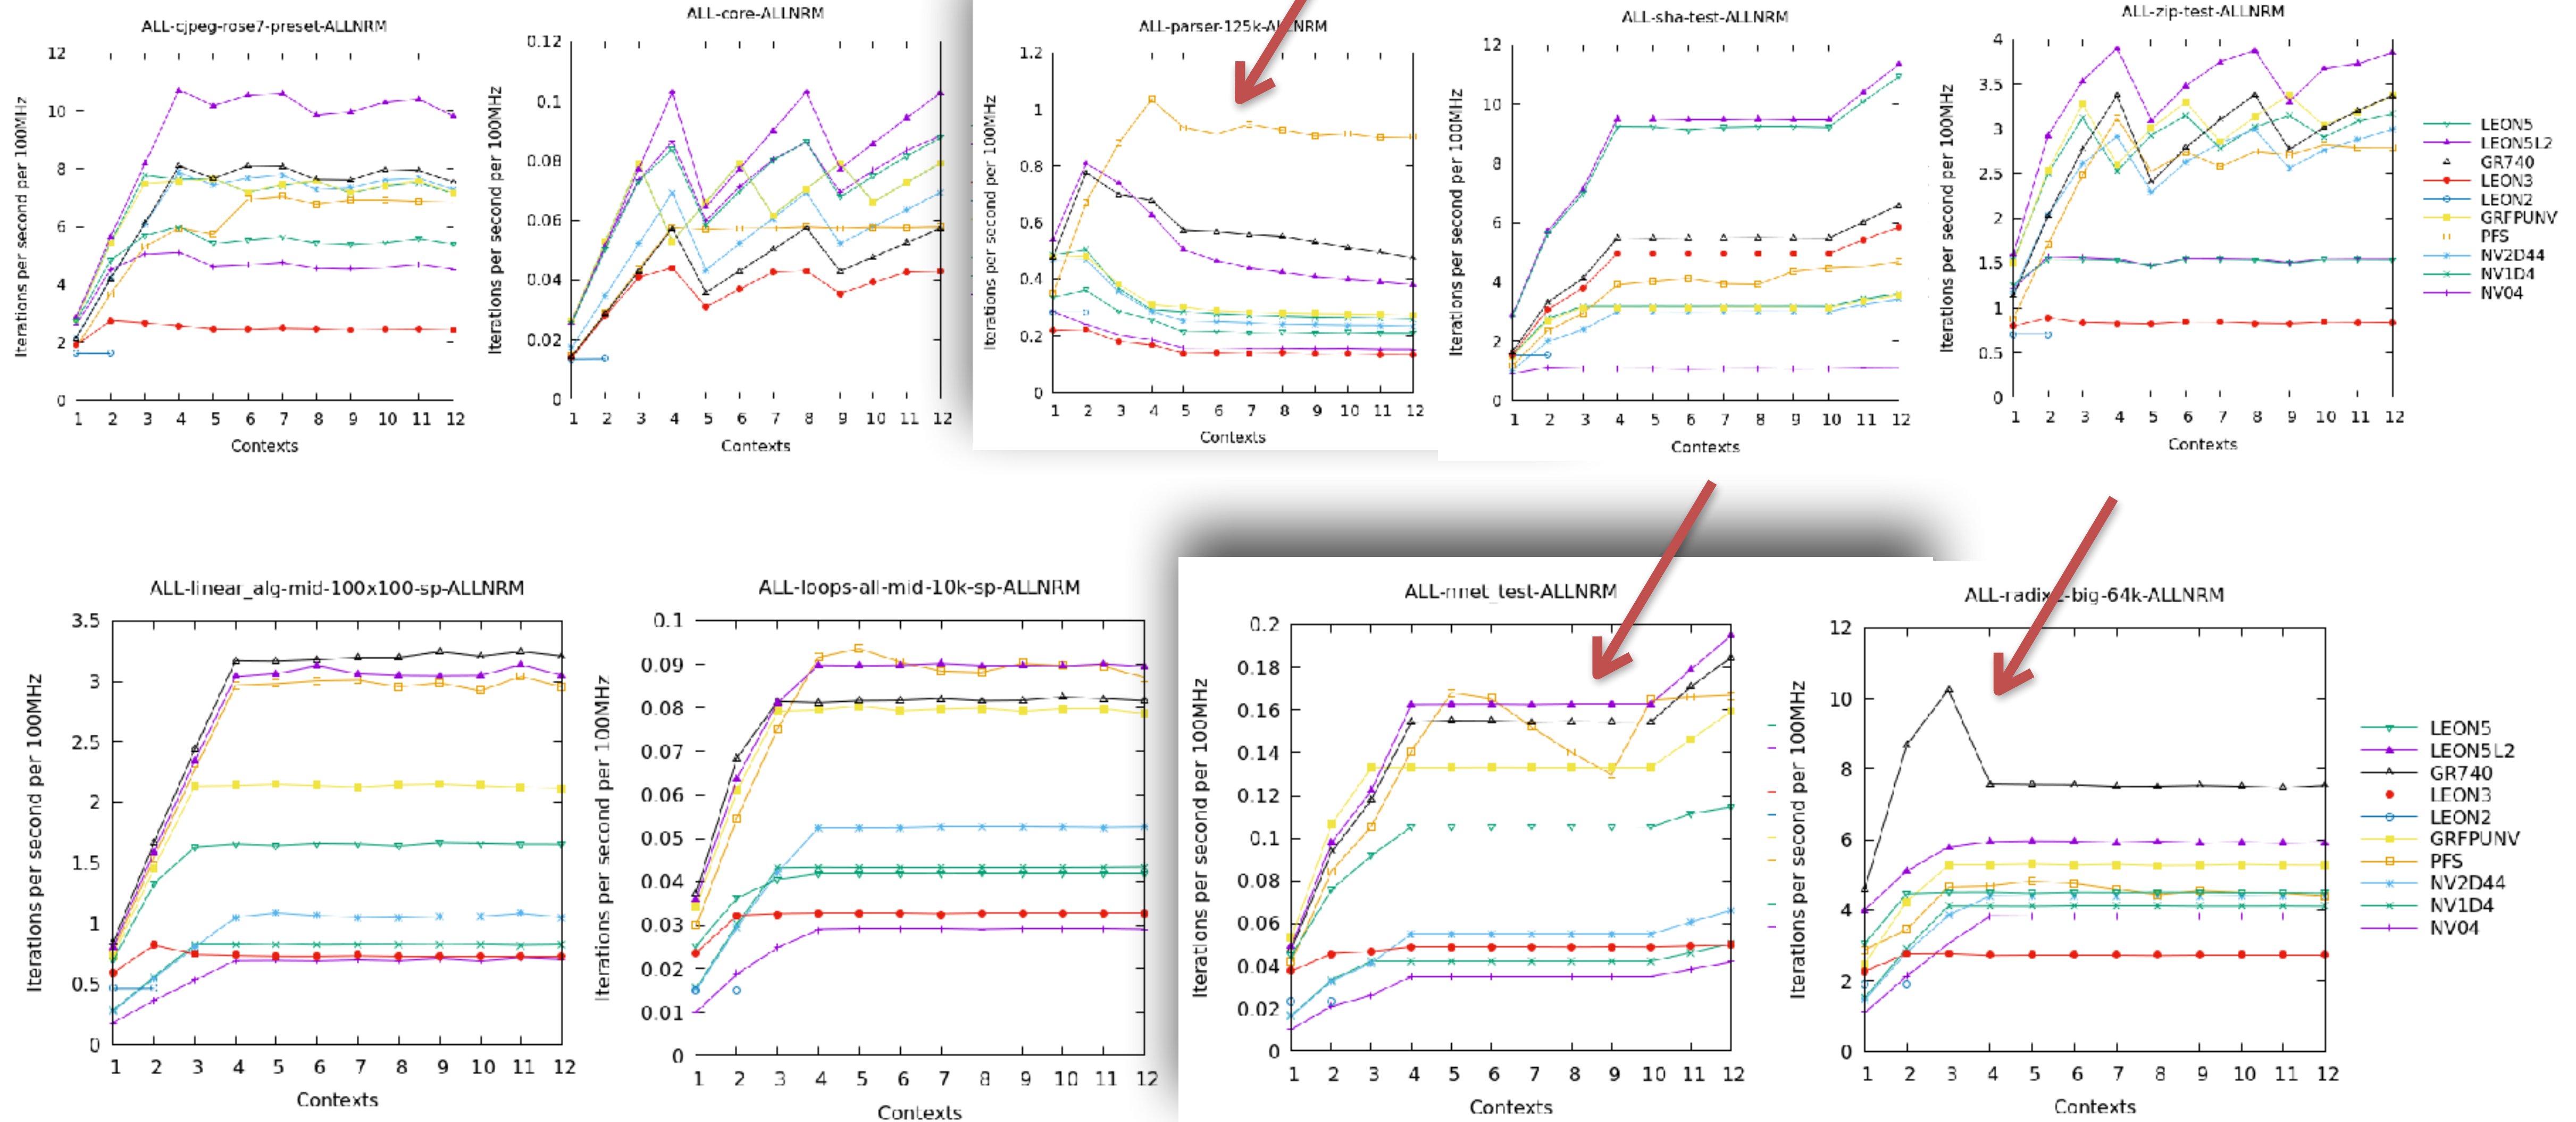 ALL-cjpeg-rose7-preset-ALLNRM
Iterations per second per 100MHz
12
10
8
6
4
2
0
1 2 3 4 5 6 7 8 9 10 11 12
Contexts
ALL-core-ALLNRM
Iterations per second per 100MHz
0.12
0.1
0.08
0.06
0.04
0.02
0
1 2 3 4 5 6 7 8 9 10 11 12
Contexts
ALL-parser-125k-ALLNRM
Iterations per second per 100MHz
1.2
1
0.8
0.6
0.4
0.2
0
1 2 3 4 5 6 7 8 9 10 11 12
Contexts
ALL-sha-test-ALLNRM
Iterations per second per 100MHz
12
10
8
6
4
2
0
1 2 3 4 5 6 7 8 9 10 11 12
Contexts
ALL-zip-test-ALLNRM
Iterations per second per 100MHz
4
3.5
3
2.5
2
1.5
1
0.5
0
1 2 3 4 5 6 7 8 9 10 11 12
Contexts
LEON5
LEON5L2
GR740
LEON3
LEON2
GRFPUNV
PFS
NV2D44
NV1D4
NV04
ALL-linear_alg-mid-100x100-sp-ALLNRM
Iterations per second per 100MHz
3.5
3
2.5
2
1.5
1
0.5
0
1 2 3 4 5 6 7 8 9 10 11 12
Contexts
ALL-loops-all-mid-10k-sp-ALLNRM
Iterations per second per 100MHz
0.1
0.09
0.08
0.07
0.06
0.05
0.04
0.03
0.02
0.01
0
1 2 3 4 5 6 7 8 9 10 11 12
Contexts
ALL-nnet_test-ALLNRM
Iterations per second per 100MHz
0.2
0.18
0.16
0.14
0.12
0.1
0.08
0.06
0.04
0.02
0
1 2 3 4 5 6 7 8 9 10 11 12
Contexts
ALL-radix2-big-64k-ALLNRM
Iterations per second per 100MHz
12
10
8
6
4
2
0
1 2 3 4 5 6 7 8 9 10 11 12
Contexts
LEON5
LEON5L2
GR740
LEON3
LEON2
GRFPUNV
PFS
NV2D44
NV1D4
NV04